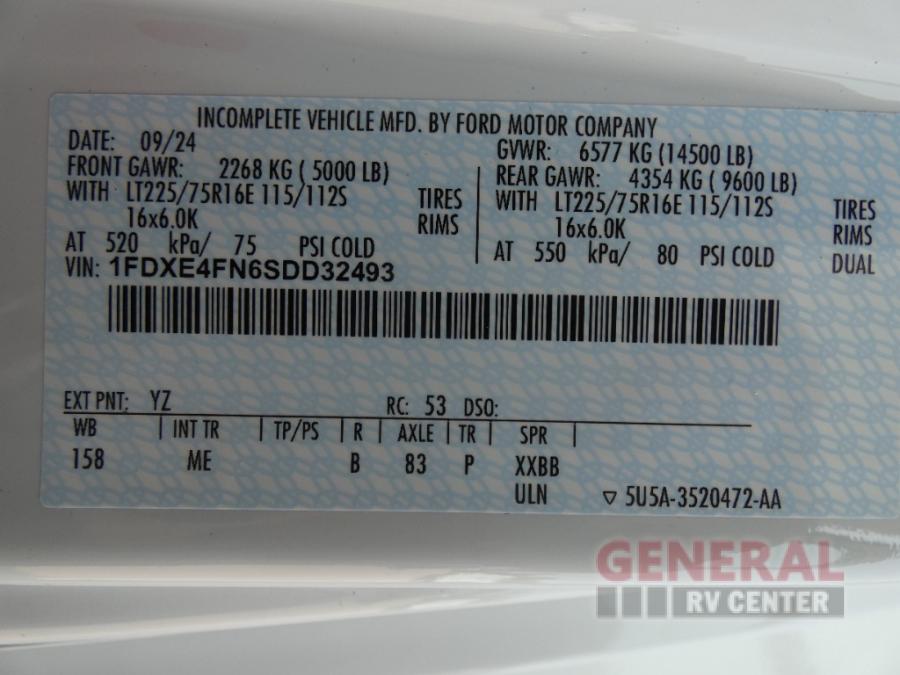 INCOMPLETE VEHICLE MFD. BY FORD MOTOR COMPANY
DATE: 09/24 GVWR: 6577 KG (14500 LB)
FRONT GAWR: 2268 KG ( 5000 LB) REAR GAWR: 4354 KG ( 9600 LB)
WITH LT225/75R16E 115/112S TIRES WITH LT225/75R16E 115/112S TIRES
16x6.0K RIMS 16x6.0K RIMS
AT 520 kPa/ 75 PSI COLD AT 550 kPa/ 80 PSI COLD DUAL
VIN: 1FDXE4FN6SDD32493
EXT PNT: YZ RC: 53 DSO:
WB | INT TR | TP/PS | R | AXLE | TR | SPR |
158 ME B 83 P XXBB
ULN ▽ 5U5A-3520472-AA
GENERAL
RV CENTER